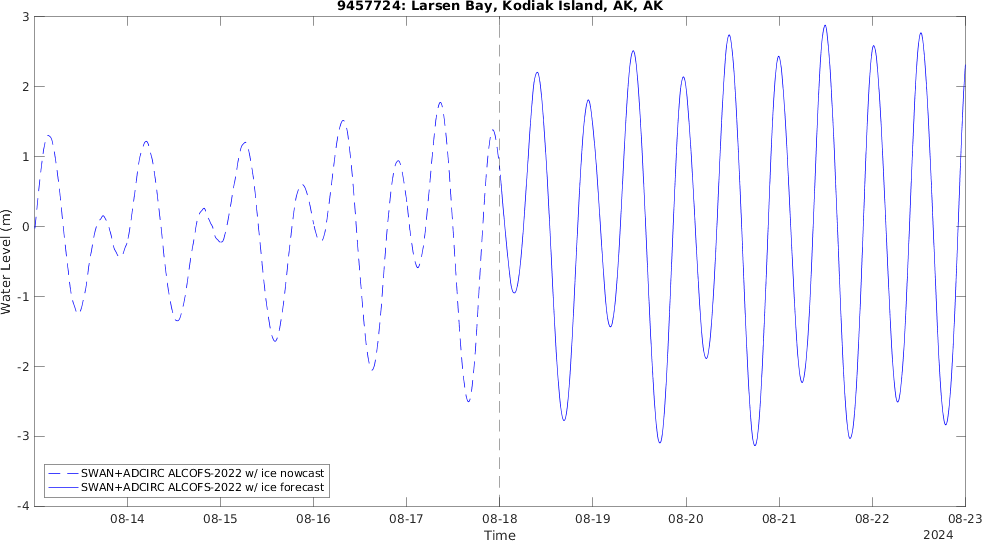 9457724: Larsen Bay, Kodiak Island, AK, AK
3
2
1
0
-1
-2
-3
-4
Water Level (m)
SWAN+ADCIRC ALCOFS-2022 w/ ice nowcast
SWAN+ADCIRC ALCOFS-2022 w/ ice forecast
08-14 08-15 08-16 08-17 08-18 08-19 08-20 08-21 08-22 08-23
Time
2024